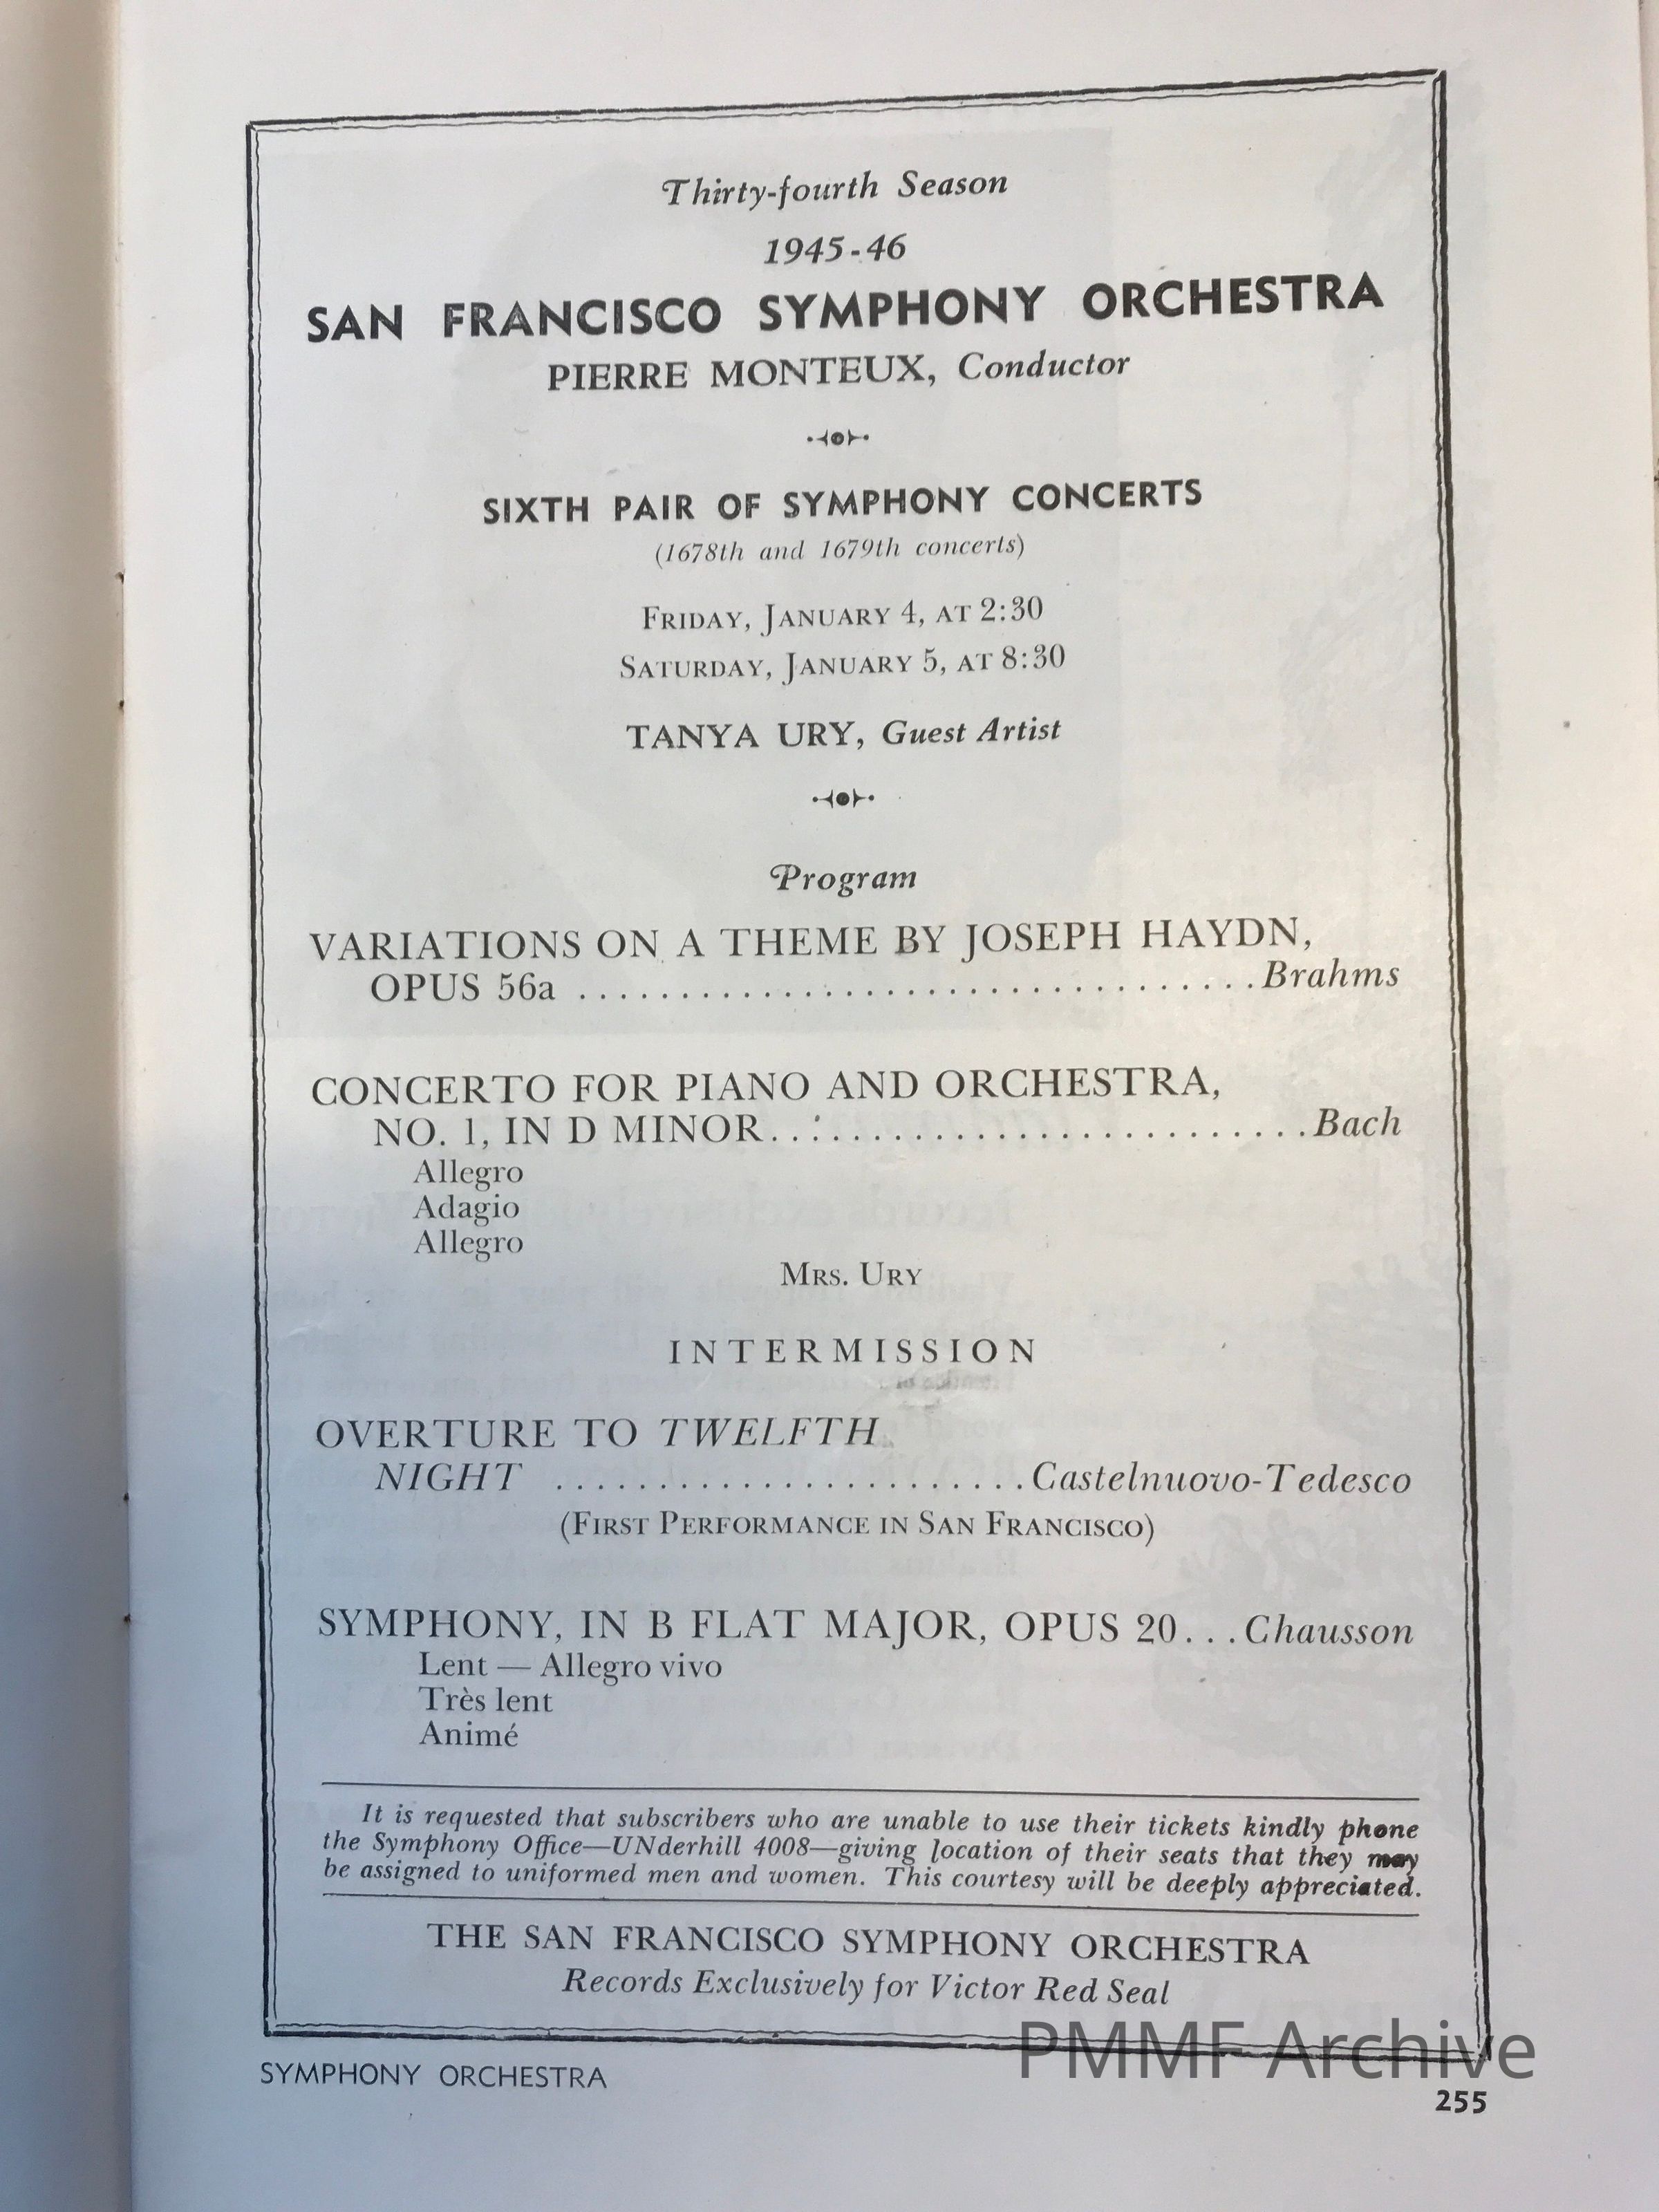 Thirty-fourth Season
1945-46
SAN FRANCISCO SYMPHONY ORCHESTRA
PIERRE MONTEUX, Conductor
SIXTH PAIR OF SYMPHONY CONCERTS
(1678th and 1679th concerts)
FRIDAY, JANUARY 4, AT 2:30
SATURDAY, JANUARY 5, AT 8:30
TANYA URY, Guest Artist
Program
VARIATIONS ON A THEME BY JOSEPH HAYDN,
OPUS 56a ..................................Brahms
CONCERTO FOR PIANO AND ORCHESTRA,
NO. 1, IN D MINOR...........................Bach
Allegro
Adagio
Allegro
MRS. URY
INTERMISSION
OVERTURE TO TWELFTH
NIGHT ........................Castelnuovo-Tedesco
(FIRST PERFORMANCE IN SAN FRANCISCO)
SYMPHONY, IN B FLAT MAJOR, OPUS 20...Chausson
Lent — Allegro vivo
Très lent
Animé
It is requested that subscribers who are unable to use their tickets kindly phone
the Symphony Office—UNderhill 4008—giving location of their seats that they may
be assigned to uniformed men and women. This courtesy will be deeply appreciated.
THE SAN FRANCISCO SYMPHONY ORCHESTRA
Records Exclusively for Victor Red Seal
PMMF Archive
SYMPHONY ORCHESTRA
255